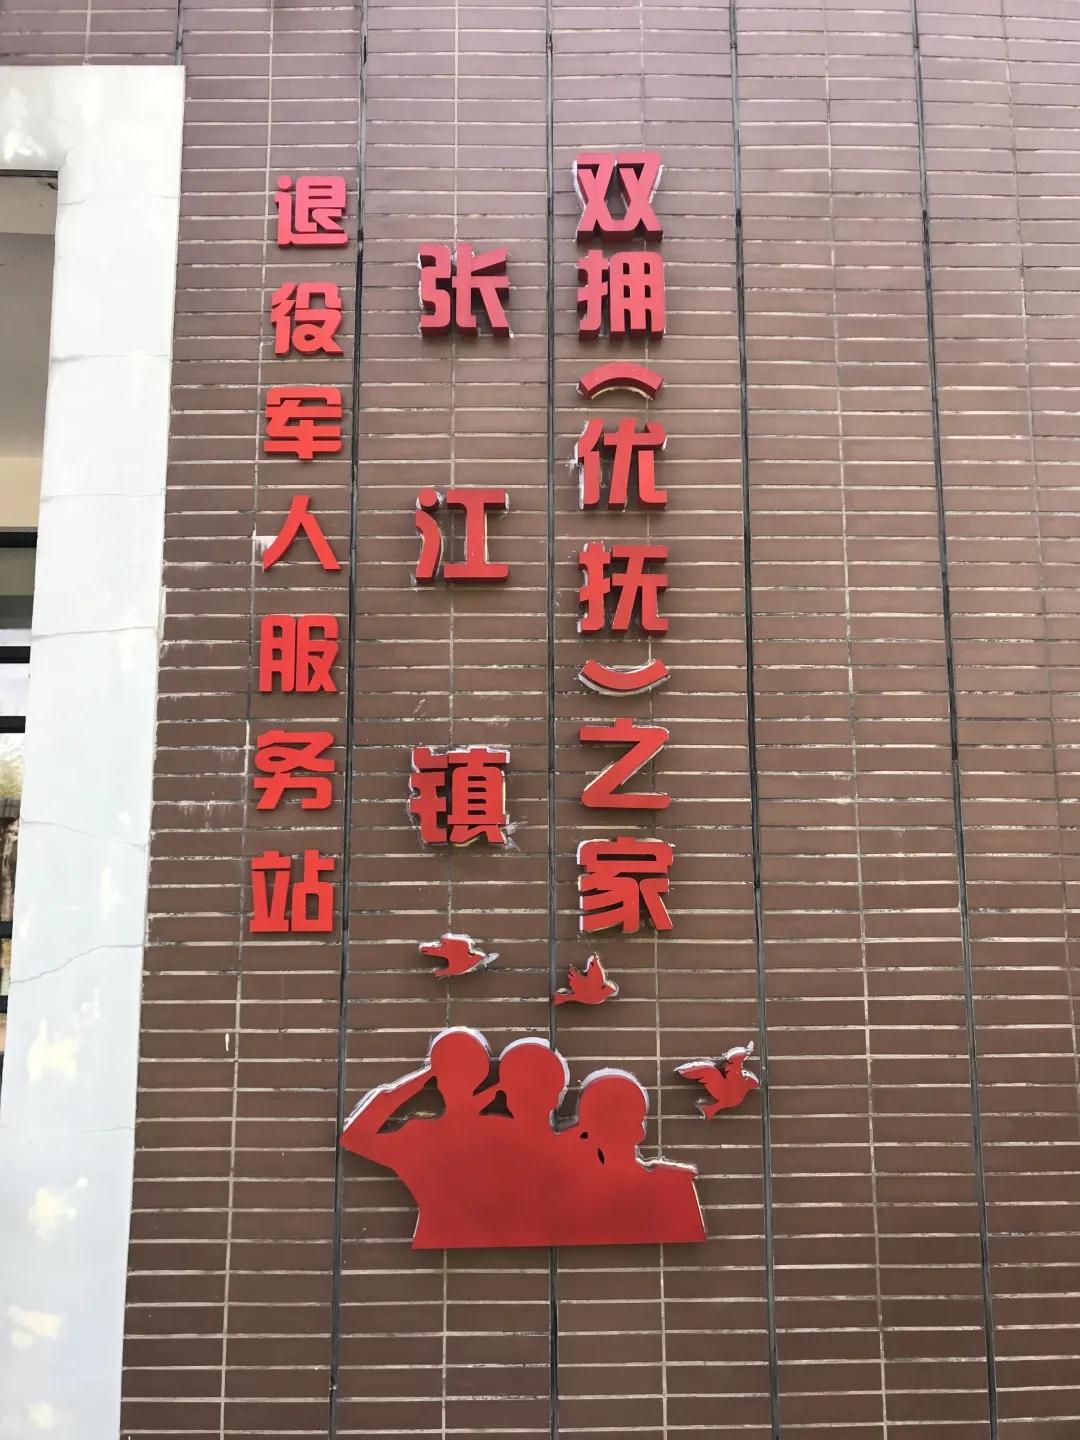 双拥（优抚）之家
张江镇
退役军人服务站